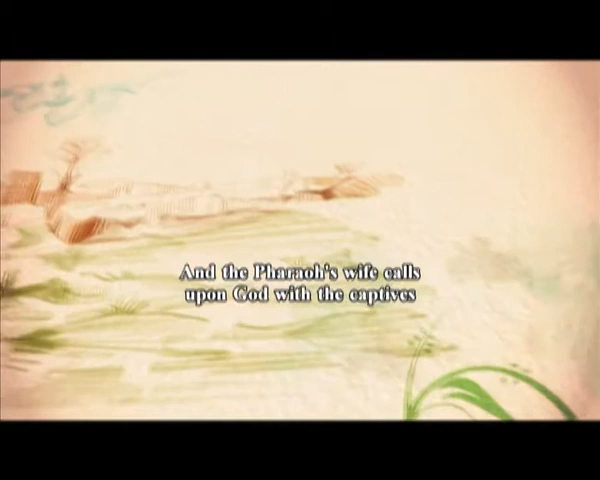 And the Pharaoh's wife calls
upon God with the captives